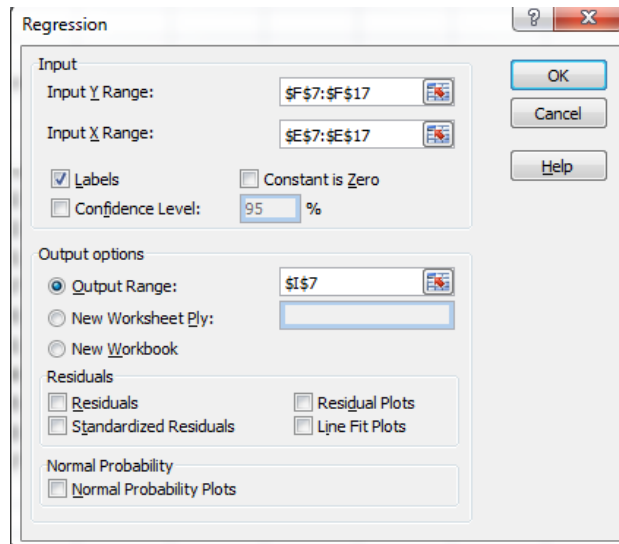 Regression
Input
Input Y Range: $F$7:$F$17
Input X Range: $E$7:$E$17
Labels Constant is Zero
Confidence Level: 95 %
OK
Cancel
Help
Output options
Output Range: $I$7
New Worksheet Ply:
New Workbook
Residuals
Residuals Residual Plots
Standardized Residuals Line Fit Plots
Normal Probability
Normal Probability Plots